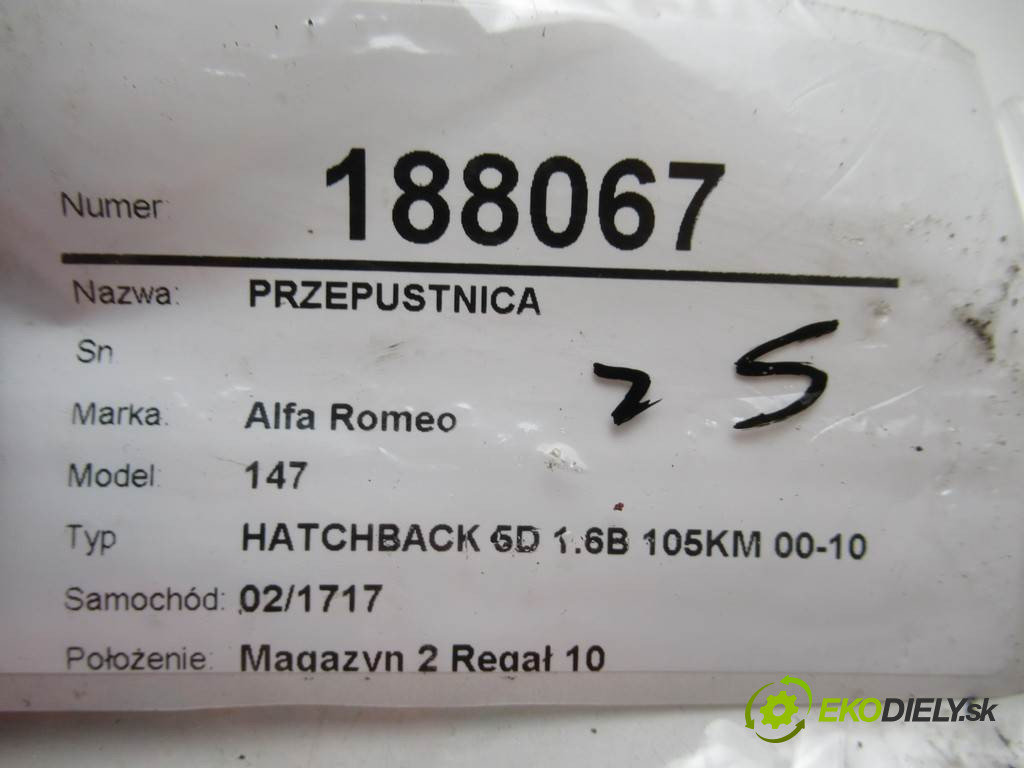 Numer: 188067
Nazwa: PRZEPUSTNICA
Sn
25
Marka: Alfa Romeo
Model: 147
Typ HATCHBACK 5D 1.6B 105KM 00-10
Samochód: 02/1717
Położenie: Magazyn 2 Regał 10
EKODIELY.sk